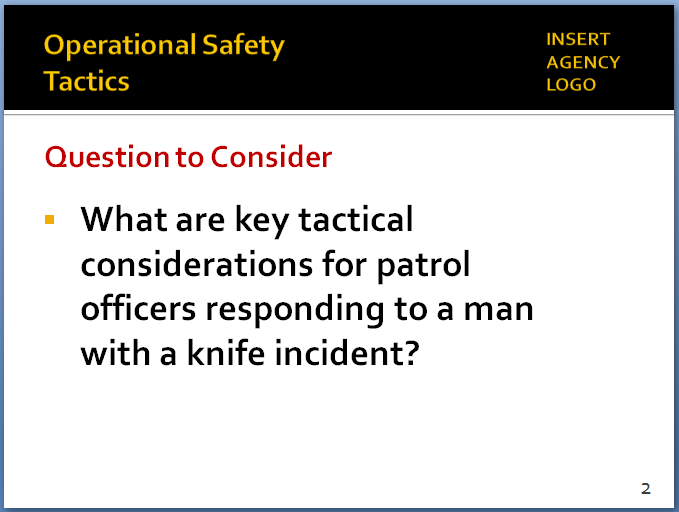 Operational Safety
Tactics
INSERT
AGENCY
LOGO
Question to Consider
What are key tactical
considerations for patrol
officers responding to a man
with a knife incident?
2